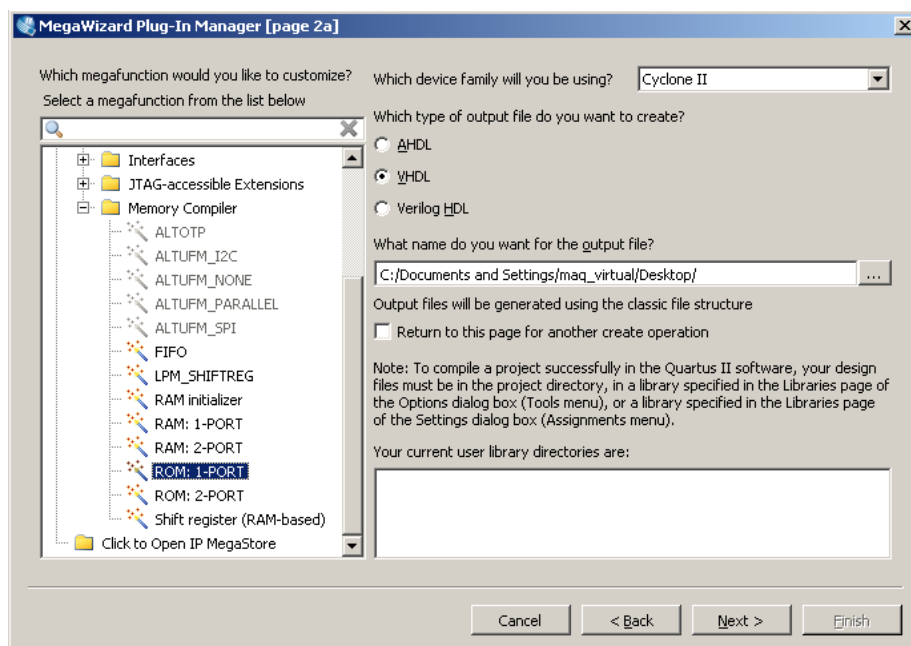 MegaWizard Plug-In Manager [page 2a]
Which megafunction would you like to customize?
Select a megafunction from the list below
Interfaces
JTAG-accessible Extensions
Memory Compiler
ALTOTP
ALTUFM_I2C
ALTUFM_NONE
ALTUFM_PARALLEL
ALTUFM_SPI
FIFO
LPM_SHIFTREG
RAM initializer
RAM: 1-PORT
RAM: 2-PORT
ROM: 1-PORT
ROM: 2-PORT
Shift register (RAM-based)
Click to Open IP MegaStore
Which device family will you be using?
Cyclone II
Which type of output file do you want to create?
AHDL
VHDL
Verilog HDL
What name do you want for the output file?
C:/Documents and Settings/maq_virtual/Desktop/
...
Output files will be generated using the classic file structure
Return to this page for another create operation
Note: To compile a project successfully in the Quartus II software, your design
files must be in the project directory, in a library specified in the Libraries page of
the Options dialog box (Tools menu), or a library specified in the Libraries page
of the Settings dialog box (Assignments menu).
Your current user library directories are:
Cancel
< Back
Next >
Finish